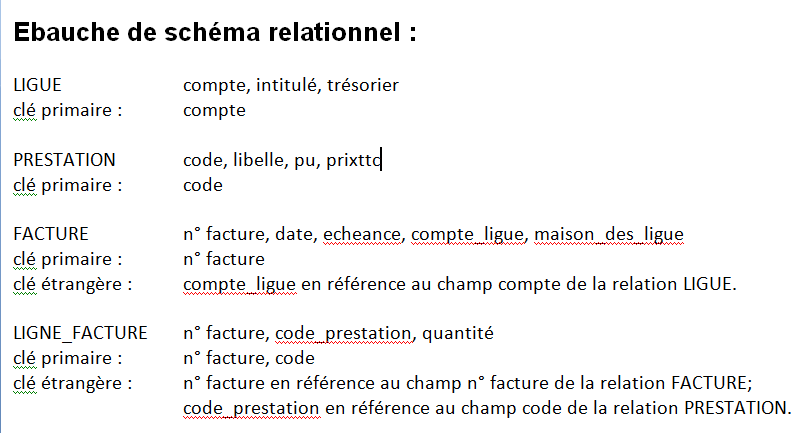 Ebauche de schéma relationnel :
LIGUE compte, intitulé, trésorier
clé primaire : compte
PRESTATION code, libelle, pu, prixttc
clé primaire : code
FACTURE n° facture, date, echeance, compte_ligue, maison_des_ligue
clé primaire : n° facture
clé étrangère : compte_ligue en référence au champ compte de la relation LIGUE.
LIGNE_FACTURE n° facture, code_prestation, quantité
clé primaire : n° facture, code
clé étrangère : n° facture en référence au champ n° facture de la relation FACTURE;
code_prestation en référence au champ code de la relation PRESTATION.